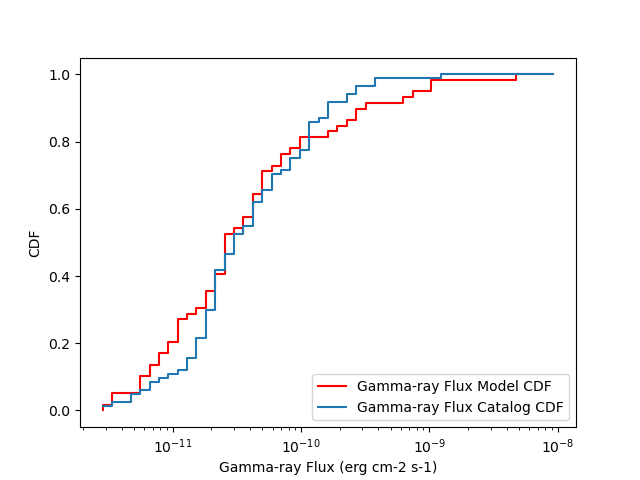 1.0
0.8
0.6
0.4
0.2
0.0
CDF
10⁻¹¹
10⁻¹⁰
10⁻⁹
10⁻⁸
Gamma-ray Flux (erg cm-2 s-1)
Gamma-ray Flux Model CDF
Gamma-ray Flux Catalog CDF